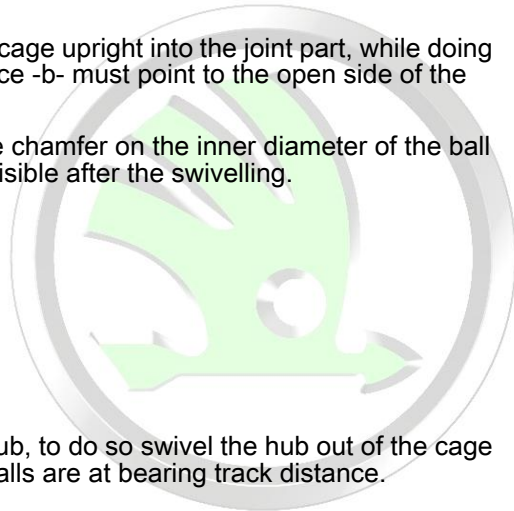 cage upright into the joint part, while doing
ce -b- must point to the open side of the
chamfer on the inner diameter of the ball
isible after the swivelling.
ub, to do so swivel the hub out of the cage
alls are at bearing track distance.